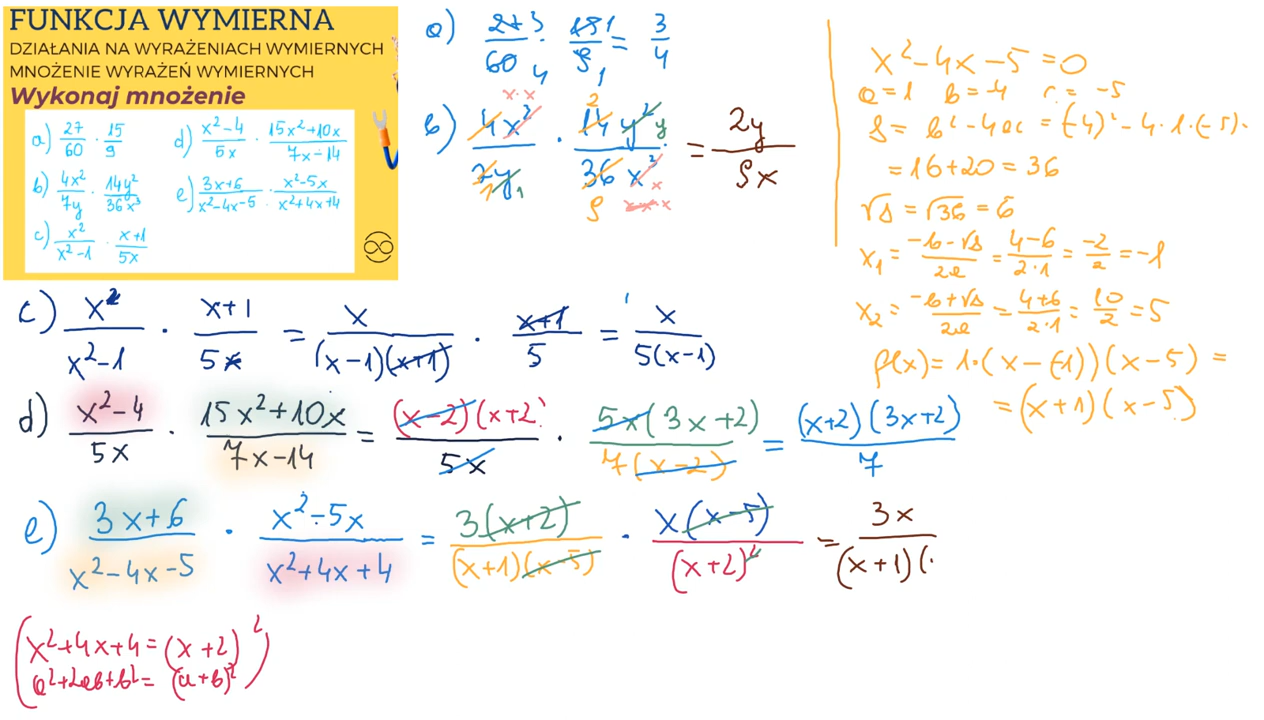 FUNKCJA WYMIERNA
DZIAŁANIA NA WYRAŻENIACH WYMIERNYCH
MNOŻENIE WYRAŻEŃ WYMIERNYCH
Wykonaj mnożenie
a) 27/60 · 15/9
b) 4x²/7y · 14y²/36x³
c) x²/(x²-1) · (x+1)/5x
d) (x²-4)/5x · (15x²+10x)/(7x-14)
e) (3x+6)/(x²-4x-5) · (x²-5x)/(x²+4x+4)
b) 4x²/7y · 14y²/36x³ = 2y/9x
c) x²/(x²-1) · (x+1)/5x = x/((x-1)(x+1)) · (x+1)/5 = x/(5(x-1))
d) (x²-4)/5x · (15x²+10x)/(7x-14) = (x-2)(x+2)/5x · 5x(3x+2)/(7(x-2)) = (x+2)(3x+2)/7
e) (3x+6)/(x²-4x-5) · (x²-5x)/(x²+4x+4) = 3(x+2)/((x+1)(x-5)) · x(x-5)/(x+2)² = 3x/(x+1)(
(x²+4x+4 = (x+2)²
a²+2ab+b² = (a+b)²)
x²-4x-5=0
a=1 b=-4 c=-5
Δ = b²-4ac = (-4)²-4·1·(-5)
= 16+20 = 36
√Δ = √36 = 6
x₁ = (-b-√Δ)/2a = (4-6)/(2·1) = -2/2 = -1
x₂ = (-b+√Δ)/2a = (4+6)/(2·1) = 10/2 = 5
f(x) = 1·(x-(-1))(x-5) =
= (x+1)(x-5)